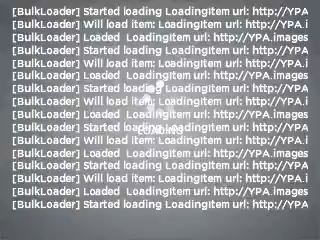 [BulkLoader] Started loading LoadingItem url: http://YPA
[BulkLoader] Will load item: LoadingItem url: http://YPA.i
[BulkLoader] Loaded  LoadingItem url: http://YPA.images
[BulkLoader] Started loading LoadingItem url: http://YPA
[BulkLoader] Will load item: LoadingItem url: http://YPA.i
[BulkLoader] Loaded  LoadingItem url: http://YPA.images
[BulkLoader] Started loading LoadingItem url: http://YPA
[BulkLoader] Will load item: LoadingItem url: http://YPA.i
[BulkLoader] Loaded  LoadingItem url: http://YPA.images
[BulkLoader] Started loading LoadingItem url: http://YPA
LOADING
[BulkLoader] Will load item: LoadingItem url: http://YPA.i
[BulkLoader] Loaded  LoadingItem url: http://YPA.images
[BulkLoader] Started loading LoadingItem url: http://YPA
[BulkLoader] Will load item: LoadingItem url: http://YPA.i
[BulkLoader] Loaded  LoadingItem url: http://YPA.images
[BulkLoader] Started loading LoadingItem url: http://YPA